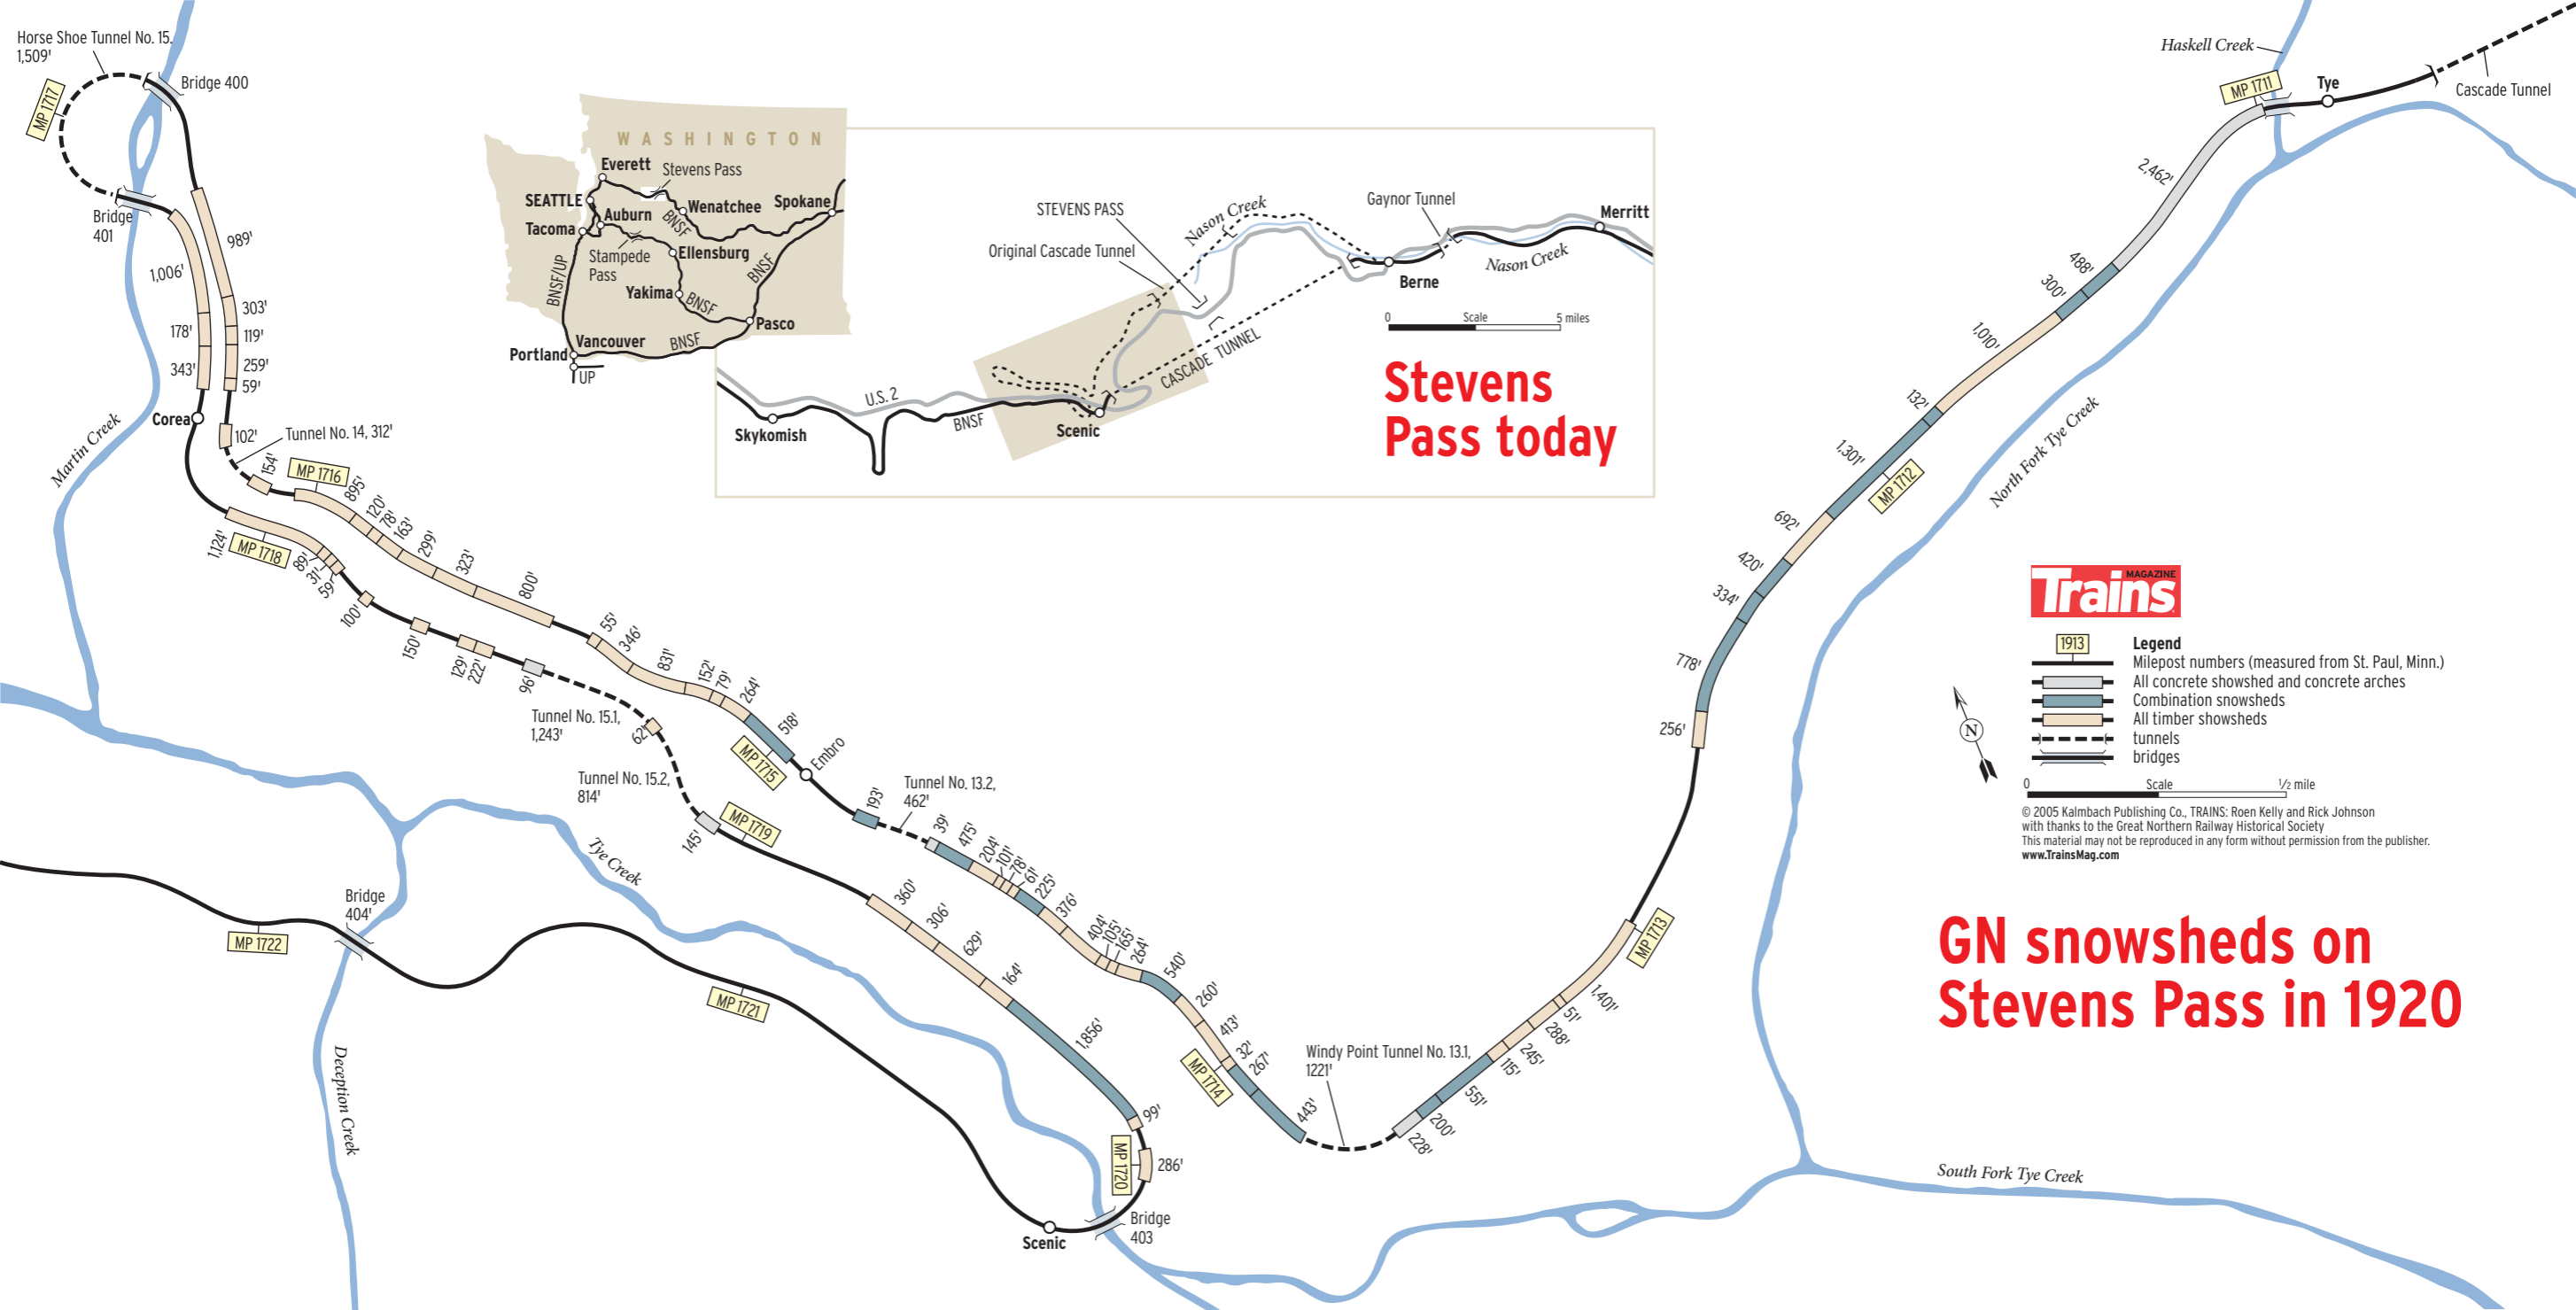 Horse Shoe Tunnel No. 15.
1,509'
MP 1717
Bridge 400
Bridge
401
989'
1,006'
303'
178'
119'
259'
343'
59'
Corea
102'
Tunnel No. 14, 312'
Martin Creek
154'
MP 1716
895'
120'
78'
163'
299'
323'
800'
1,124'
MP 1718
89'
31'
59'
100'
150'
129'
222'
96'
55'
346'
831'
152'
79'
264'
518'
MP 1715
Embro
Tunnel No. 15.1,
1,243'
62'
Tunnel No. 15.2,
814'
145'
MP 1719
193'
Tunnel No. 13.2,
462'
39'
475'
204'
101'
78'
61'
225'
376'
404'
105'
165'
264'
540'
260'
413'
32'
267'
MP 1714
443'
Windy Point Tunnel No. 13.1,
1221'
228'
200'
551'
115'
245'
288'
51'
1,401'
MP 1713
256'
778'
334'
420'
692'
MP 1712
1,301'
132'
1,010'
300'
488'
2,462'
MP 1711
Haskell Creek
Tye
Cascade Tunnel
North Fork Tye Creek
South Fork Tye Creek
360'
306'
629'
164'
1,856'
99'
MP 1720
286'
Bridge
403
Scenic
Tye Creek
MP 1721
Bridge
404'
MP 1722
Deception Creek
WASHINGTON
Everett
Stevens Pass
SEATTLE
Auburn
BNSF
Wenatchee
Spokane
Tacoma
Stampede
Pass
Ellensburg
BNSF/UP
BNSF
Yakima
BNSF
Pasco
Vancouver
BNSF
Portland
UP
STEVENS PASS
Original Cascade Tunnel
Nason Creek
Gaynor Tunnel
Merritt
Nason Creek
Berne
0 Scale 5 miles
CASCADE TUNNEL
U.S. 2
BNSF
Skykomish
Scenic
Stevens
Pass today
Trains
MAGAZINE
1913 Legend
Milepost numbers (measured from St. Paul, Minn.)
All concrete showshed and concrete arches
Combination snowsheds
All timber showsheds
tunnels
bridges
N
0 Scale 1/2 mile
© 2005 Kalmbach Publishing Co., TRAINS: Roen Kelly and Rick Johnson
with thanks to the Great Northern Railway Historical Society
This material may not be reproduced in any form without permission from the publisher.
www.TrainsMag.com
GN snowsheds on
Stevens Pass in 1920